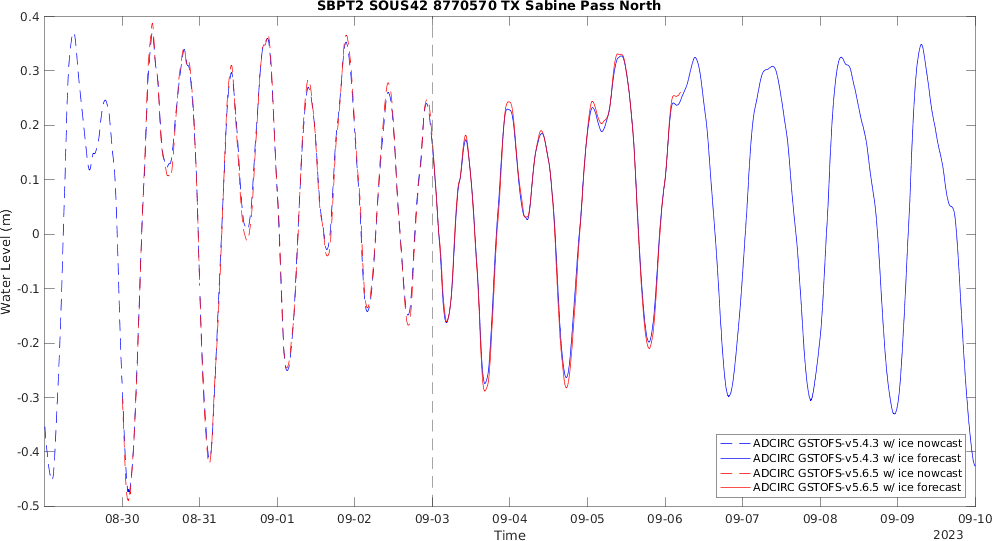 SBPT2 SOUS42 8770570 TX Sabine Pass North
Water Level (m)
0.4
0.3
0.2
0.1
0
-0.1
-0.2
-0.3
-0.4
-0.5
08-30 08-31 09-01 09-02 09-03 09-04 09-05 09-06 09-07 09-08 09-09 09-10
Time
2023
ADCIRC GSTOFS-v5.4.3 w/ ice nowcast
ADCIRC GSTOFS-v5.4.3 w/ ice forecast
ADCIRC GSTOFS-v5.6.5 w/ ice nowcast
ADCIRC GSTOFS-v5.6.5 w/ ice forecast